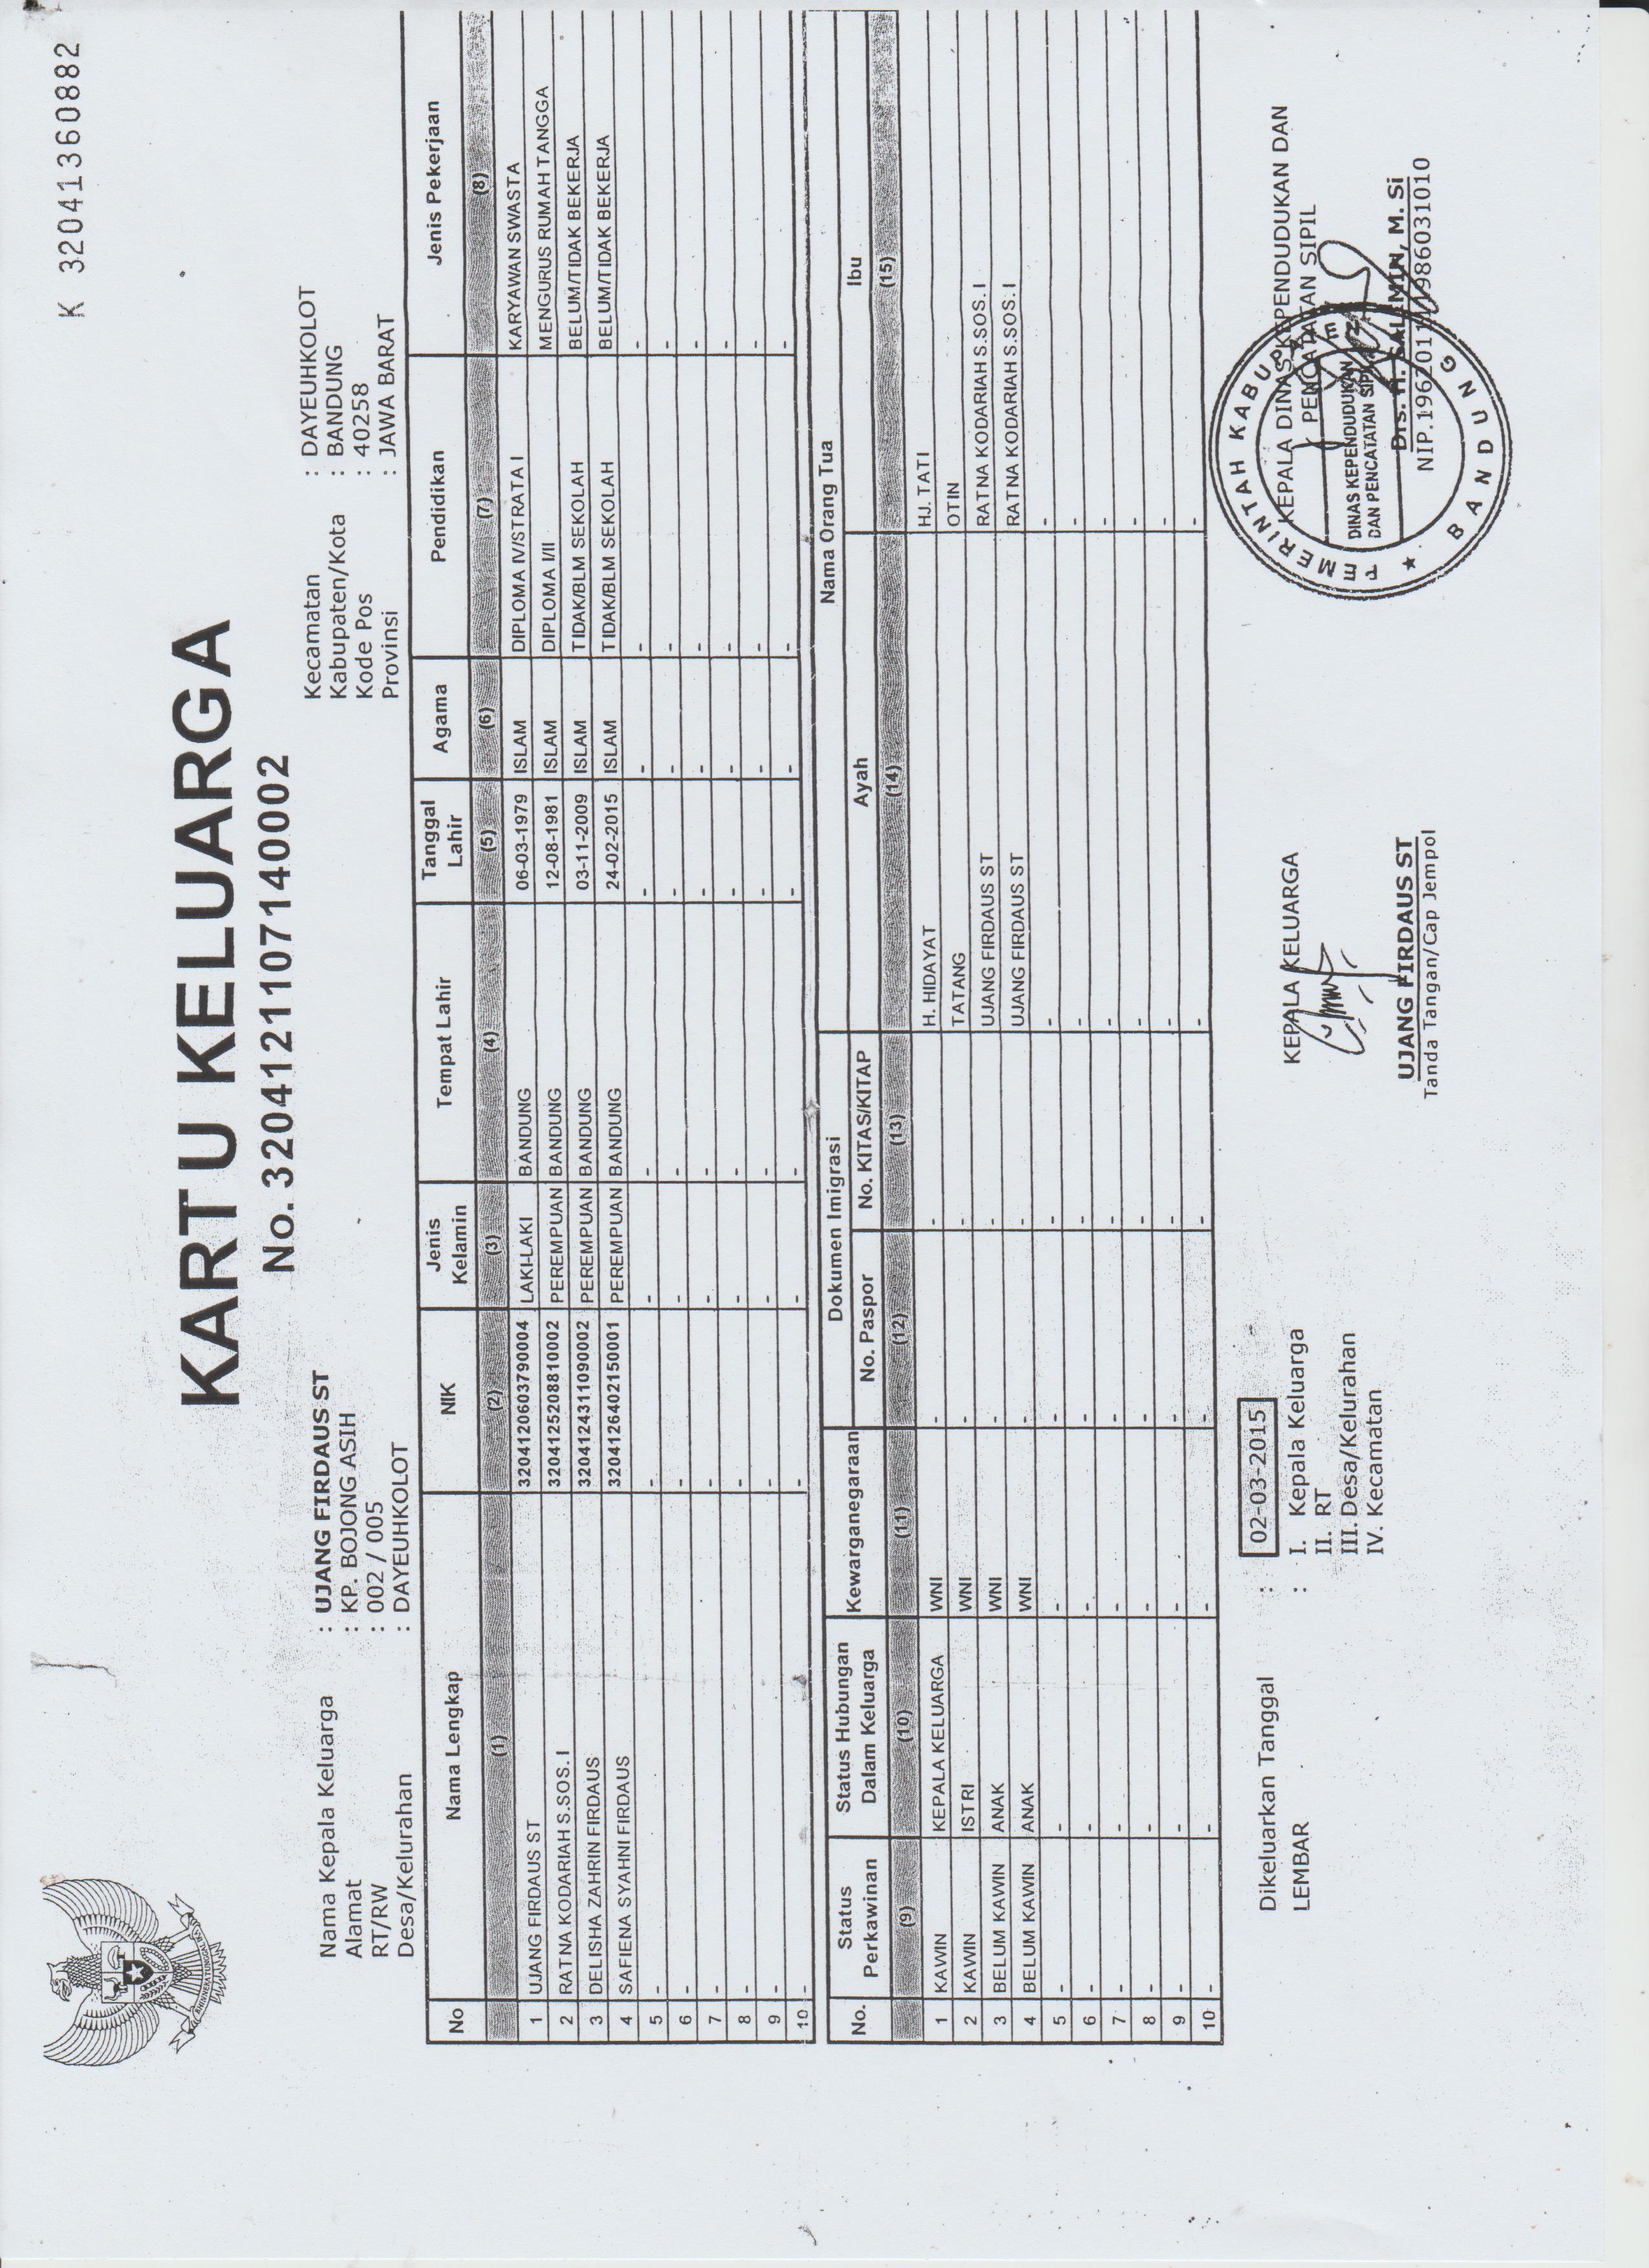 K 32041360882
BHINNEKA TUNGGAL IKA
KARTU KELUARGA
No. 3204121107140002
Nama Kepala Keluarga : UJANG FIRDAUS ST
Alamat : KP. BOJONG ASIH
RT/RW : 002 / 005
Desa/Kelurahan : DAYEUHKOLOT
Kecamatan : DAYEUHKOLOT
Kabupaten/Kota : BANDUNG
Kode Pos : 40258
Provinsi : JAWA BARAT
No Nama Lengkap NIK Jenis Kelamin Tempat Lahir Tanggal Lahir Agama Pendidikan Jenis Pekerjaan
(1) (2) (3) (4) (5) (6) (7) (8)
1 UJANG FIRDAUS ST 3204120603790004 LAKI-LAKI BANDUNG 06-03-1979 ISLAM DIPLOMA IV/STRATA I KARYAWAN SWASTA
2 RATNA KODARIAH S.SOS. I 3204125208810002 PEREMPUAN BANDUNG 12-08-1981 ISLAM DIPLOMA I/II MENGURUS RUMAH TANGGA
3 DELISHA ZAHRIN FIRDAUS 3204124311090002 PEREMPUAN BANDUNG 03-11-2009 ISLAM TIDAK/BLM SEKOLAH BELUM/TIDAK BEKERJA
4 SAFIENA SYAHNI FIRDAUS 3204126402150001 PEREMPUAN BANDUNG 24-02-2015 ISLAM TIDAK/BLM SEKOLAH BELUM/TIDAK BEKERJA
5 - - - - - - - -
6 - - - - - - - -
7 - - - - - - - -
8 - - - - - - - -
9 - - - - - - - -
10 - - - - - - - -
No. Status Perkawinan Status Hubungan Dalam Keluarga Kewarganegaraan Dokumen Imigrasi Nama Orang Tua
No. Paspor No. KITAS/KITAP Ayah Ibu
(9) (10) (11) (12) (13) (14) (15)
1 KAWIN KEPALA KELUARGA WNI - - H. HIDAYAT HJ. TATI
2 KAWIN ISTRI WNI - - TATANG OTIN
3 BELUM KAWIN ANAK WNI - - UJANG FIRDAUS ST RATNA KODARIAH S.SOS. I
4 BELUM KAWIN ANAK WNI - - UJANG FIRDAUS ST RATNA KODARIAH S.SOS. I
5 - - - - - - -
6 - - - - - - -
7 - - - - - - -
8 - - - - - - -
9 - - - - - - -
10 - - - - - - -
Dikeluarkan Tanggal : 02-03-2015
LEMBAR : I. Kepala Keluarga
II. RT
III. Desa/Kelurahan
IV. Kecamatan
KEPALA KELUARGA
UJANG FIRDAUS ST
Tanda Tangan/Cap Jempol
KEPALA DINAS KEPENDUDUKAN DAN
PENCATATAN SIPIL
PEMERINTAH KABUPATEN
DINAS KEPENDUDUKAN
DAN PENCATATAN SIPIL
★ BANDUNG
Drs. H. SALIMIN, M. Si
NIP.196201111986031010